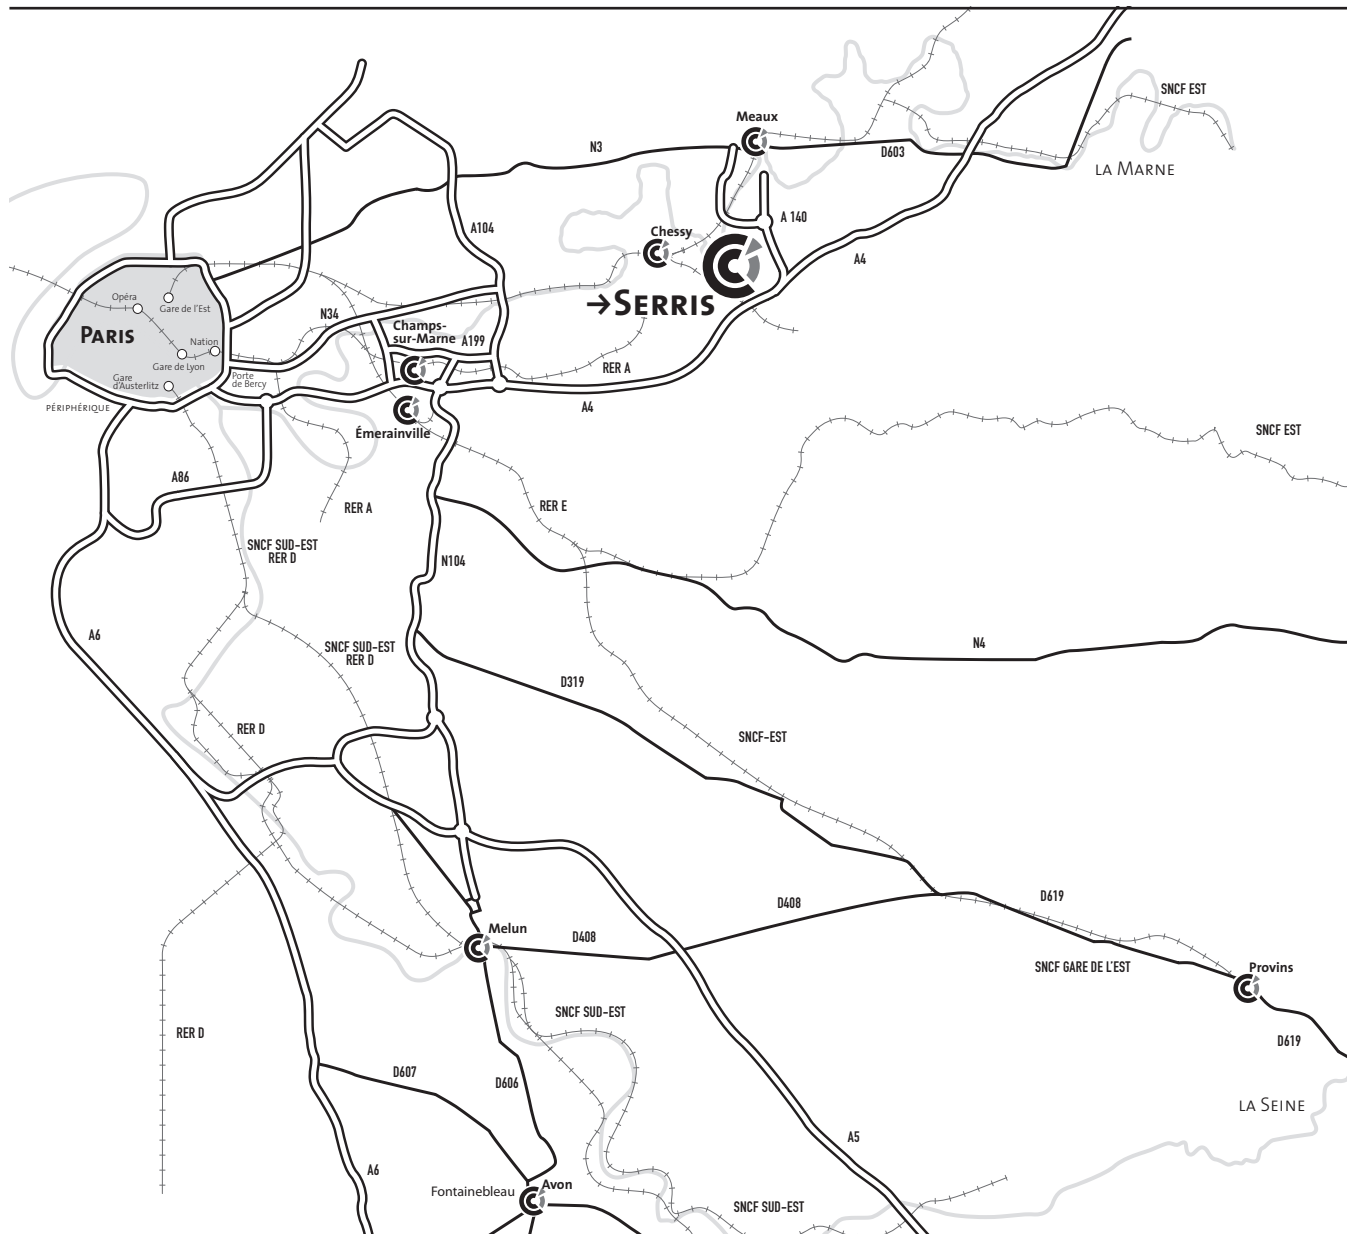 SNCF EST
Meaux
N3
D603
LA MARNE
A 140
A104
Chessy
A4
→SERRIS
Opéra
Gare de l'Est
PARIS
N34
Champs-
sur-Marne
A199
Nation
Gare de Lyon
RER A
Porte
de Bercy
Gare
d'Austerlitz
PÉRIPHÉRIQUE
A4
Émerainville
SNCF EST
A86
RER A
RER E
SNCF SUD-EST
RER D
N104
A6
SNCF SUD-EST
RER D
N4
D319
RER D
SNCF-EST
D408
D619
Melun
D408
SNCF GARE DE L'EST
Provins
SNCF SUD-EST
RER D
D619
D607
D606
LA SEINE
A5
A6
Fontainebleau
Avon
SNCF SUD-EST